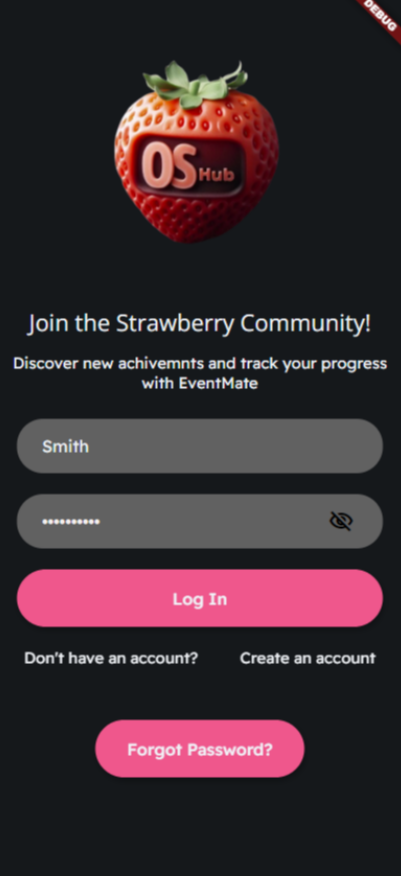 DEBUG
OS Hub
Join the Strawberry Community!
Discover new achivemnts and track your progress
with EventMate
Smith
••••••••••
Log In
Don't have an account? Create an account
Forgot Password?